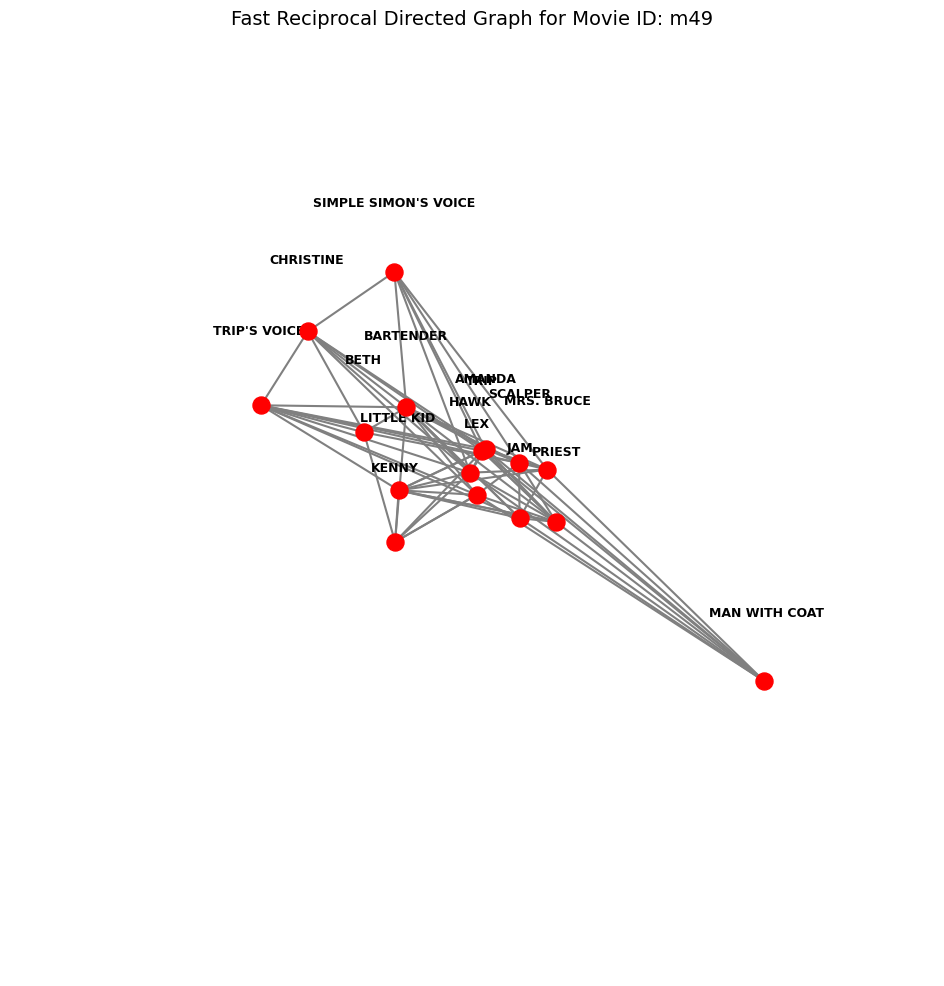 Fast Reciprocal Directed Graph for Movie ID: m49
SIMPLE SIMON'S VOICE
CHRISTINE
TRIP'S VOICE
BARTENDER
BETH
AMANDA
TRIP
SCALPER
HAWK
MRS. BRUCE
LITTLE KID
LEX
JAM
PRIEST
KENNY
MAN WITH COAT